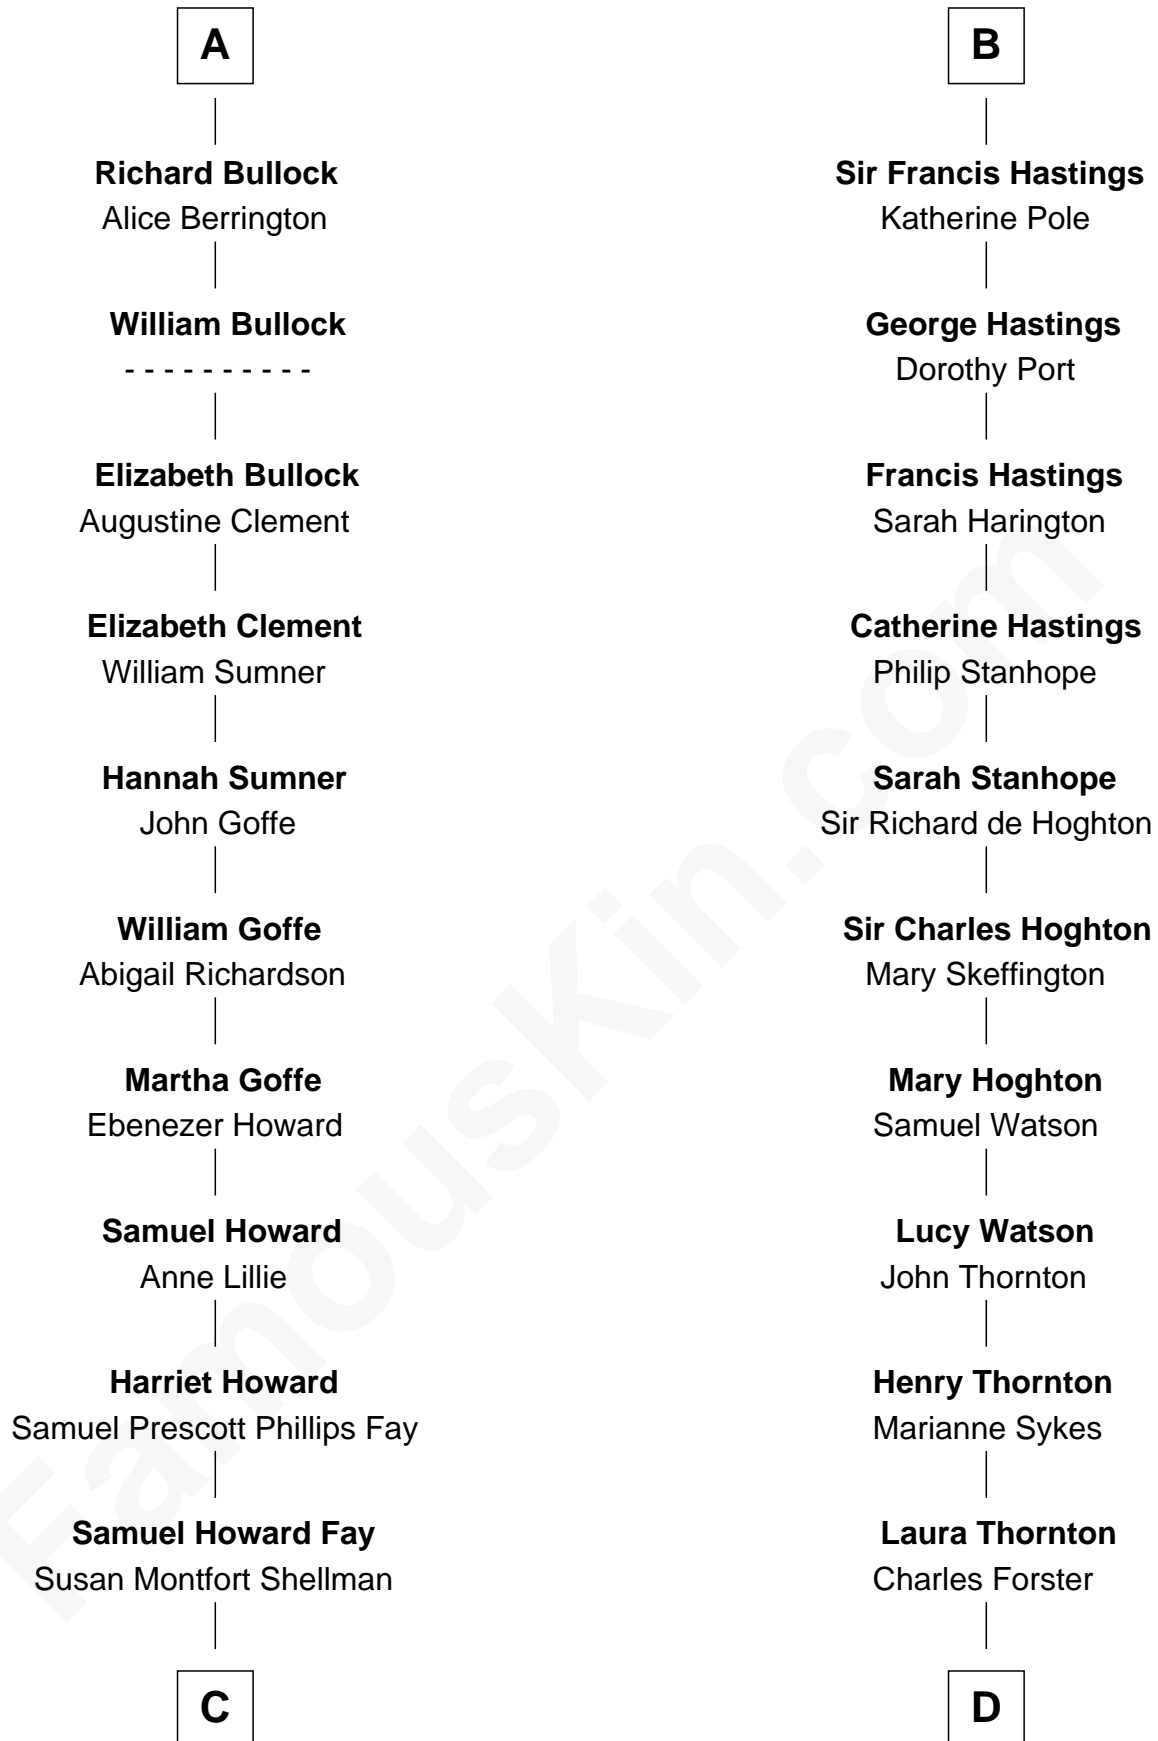 A
Richard Bullock
Alice Berrington
William Bullock
- - - - - - - - - -
Elizabeth Bullock
Augustine Clement
Elizabeth Clement
William Sumner
Hannah Sumner
John Goffe
William Goffe
Abigail Richardson
Martha Goffe
Ebenezer Howard
Samuel Howard
Anne Lillie
Harriet Howard
Samuel Prescott Phillips Fay
Samuel Howard Fay
Susan Montfort Shellman
C
B
Sir Francis Hastings
Katherine Pole
George Hastings
Dorothy Port
Francis Hastings
Sarah Harington
Catherine Hastings
Philip Stanhope
Sarah Stanhope
Sir Richard de Hoghton
Sir Charles Hoghton
Mary Skeffington
Mary Hoghton
Samuel Watson
Lucy Watson
John Thornton
Henry Thornton
Marianne Sykes
Laura Thornton
Charles Forster
D
FamousKin.com